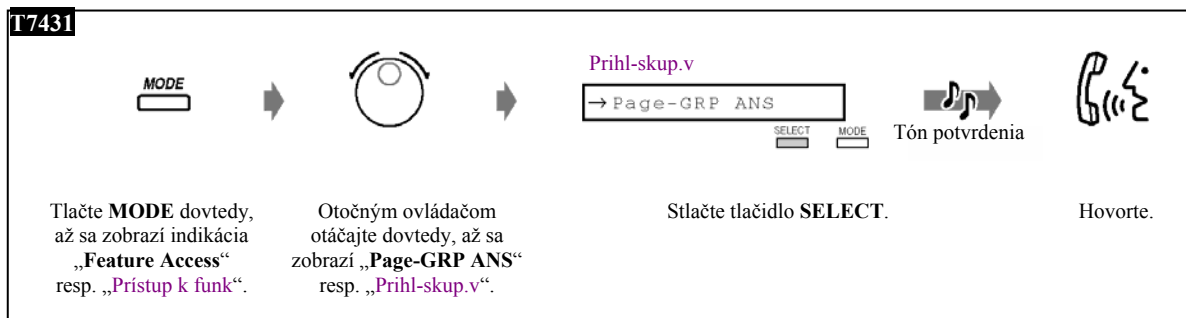 T7431
MODE
Prihl-skup.v
→Page-GRP ANS
SELECT MODE
Tón potvrdenia
Tlačte MODE dovtedy,
až sa zobrazí indikácia
„Feature Access“
resp. „Prístup k funk“.
Otočným ovládačom
otáčajte dovtedy, až sa
zobrazí „Page-GRP ANS“
resp. „Prihl-skup.v“.
Stlačte tlačidlo SELECT.
Hovorte.